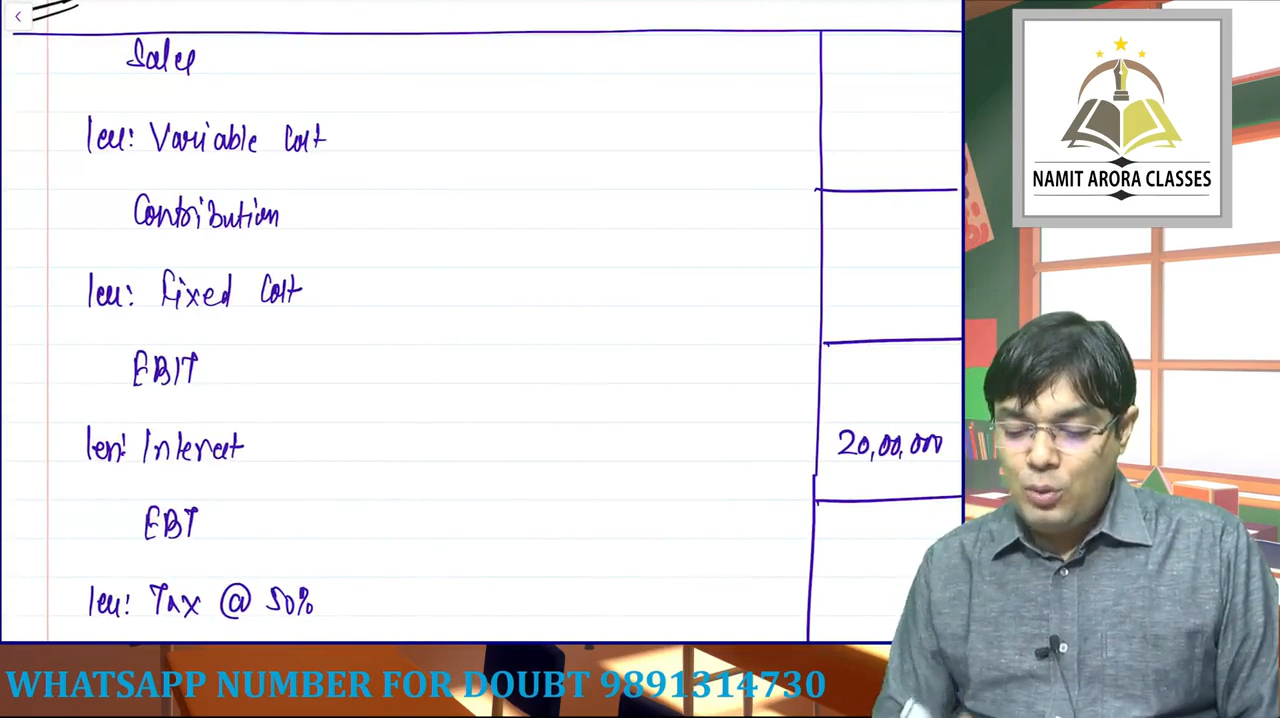 Sales
Less: Variable Cost
Contribution
Less: Fixed Cost
EBIT
Less: Interest 20,00,000
EBT
Less: Tax @ 50%
NAMIT ARORA CLASSES
WHATSAPP NUMBER FOR DOUBT 9891314730